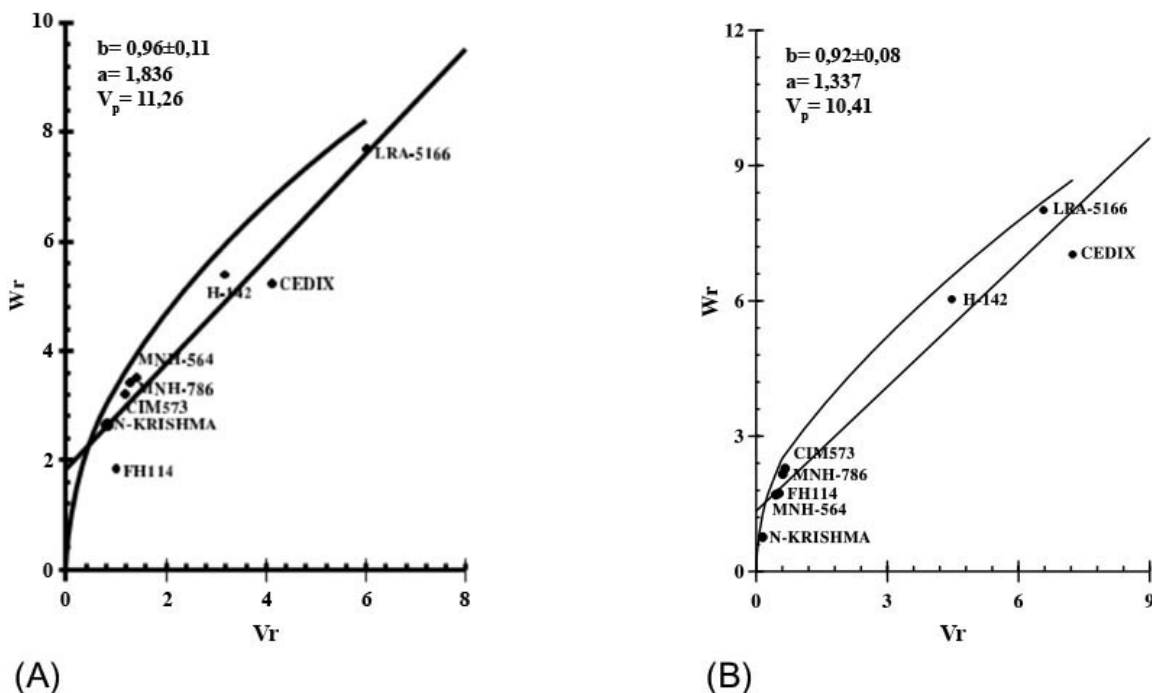 10
8
6
4
2
0
Wr
b= 0,96±0,11
a= 1,836
Vp= 11,26
LRA-5166
H-142
CEDIX
MNH-564
MNH-786
CIM573
N-KRISHMA
FH114
0 2 4 6 8
Vr
(A)
12
9
6
3
0
Wr
b= 0,92±0,08
a= 1,337
Vp= 10,41
LRA-5166
CEDIX
H-142
CIM573
MNH-786
FH114
MNH-564
N-KRISHMA
0 3 6 9
Vr
(B)